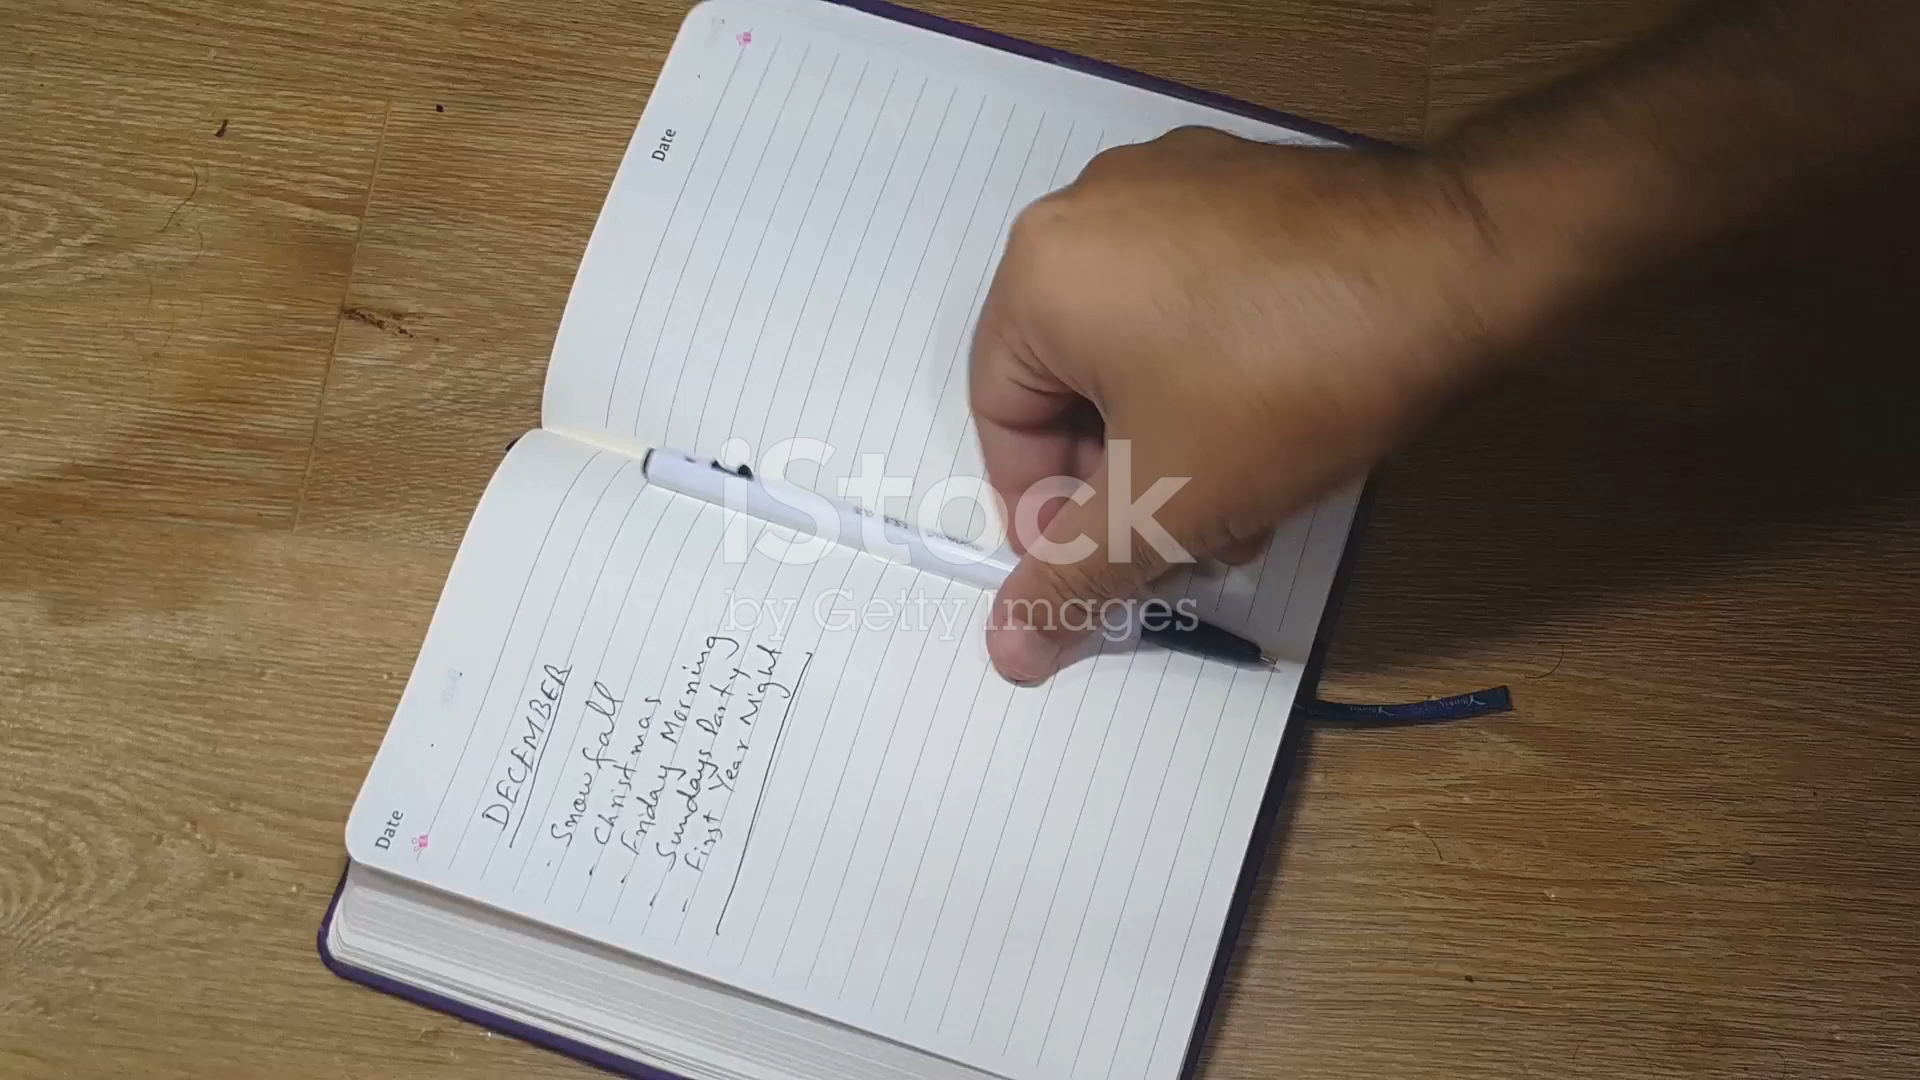 Date
Date
DECEMBER
- Snowfall
- Christmas
- Friday Morning
- Sundays Party
- First Year Night
iStock
by Getty Images